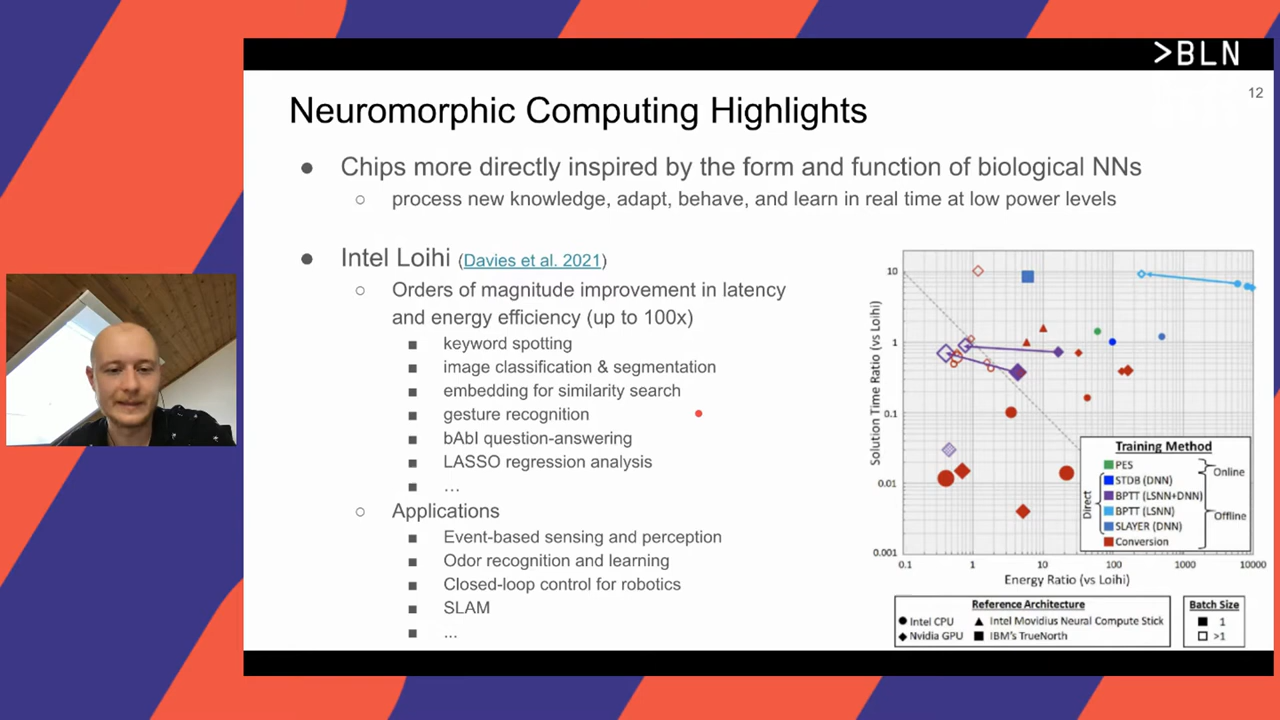 >BLN
12
Neuromorphic Computing Highlights
● Chips more directly inspired by the form and function of biological NNs
○ process new knowledge, adapt, behave, and learn in real time at low power levels
● Intel Loihi (Davies et al. 2021)
○ Orders of magnitude improvement in latency
and energy efficiency (up to 100x)
■ keyword spotting
■ image classification & segmentation
■ embedding for similarity search
■ gesture recognition
■ bAbI question-answering
■ LASSO regression analysis
■ …
○ Applications
■ Event-based sensing and perception
■ Odor recognition and learning
■ Closed-loop control for robotics
■ SLAM
■ ...
Solution Time Ratio (vs Loihi)
10
1
0.1
0.01
0.001
0.1
1
10
100
1000
10000
Energy Ratio (vs Loihi)
Training Method
Direct
PES
STDB (DNN)
BPTT (LSNN+DNN)
BPTT (LSNN)
SLAYER (DNN)
Conversion
Online
Offline
Reference Architecture
Intel CPU
Intel Movidius Neural Compute Stick
Nvidia GPU
IBM's TrueNorth
Batch Size
1
>1